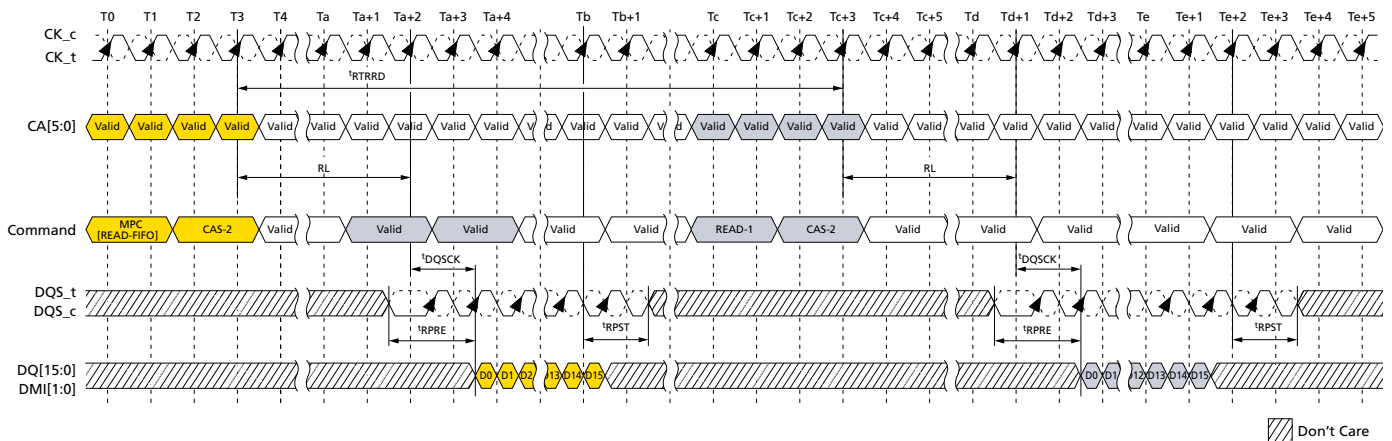 T0 T1 T2 T3 T4 Ta Ta+1 Ta+2 Ta+3 Ta+4 Tb Tb+1 Tc Tc+1 Tc+2 Tc+3 Tc+4 Tc+5 Td Td+1 Td+2 Td+3 Te Te+1 Te+2 Te+3 Te+4 Te+5
CK_c
CK_t
tRTRRD
CA[5:0] Valid Valid Valid Valid Valid Valid Valid Valid Valid Valid Valid Valid Valid Valid Valid Valid Valid Valid Valid Valid Valid Valid Valid Valid Valid Valid Valid
RL RL
Command MPC [READ-FIFO] CAS-2 Valid Valid Valid Valid Valid READ-1 CAS-2 Valid Valid Valid Valid Valid Valid
tDQSCK tDQSCK
DQS_t
DQS_c
tRPRE tRPST tRPRE tRPST
DQ[15:0]
DMI[1:0]
D0 D1 D2 D13 D14 D15 D0 D1 D12 D13 D14 D15
Don't Care